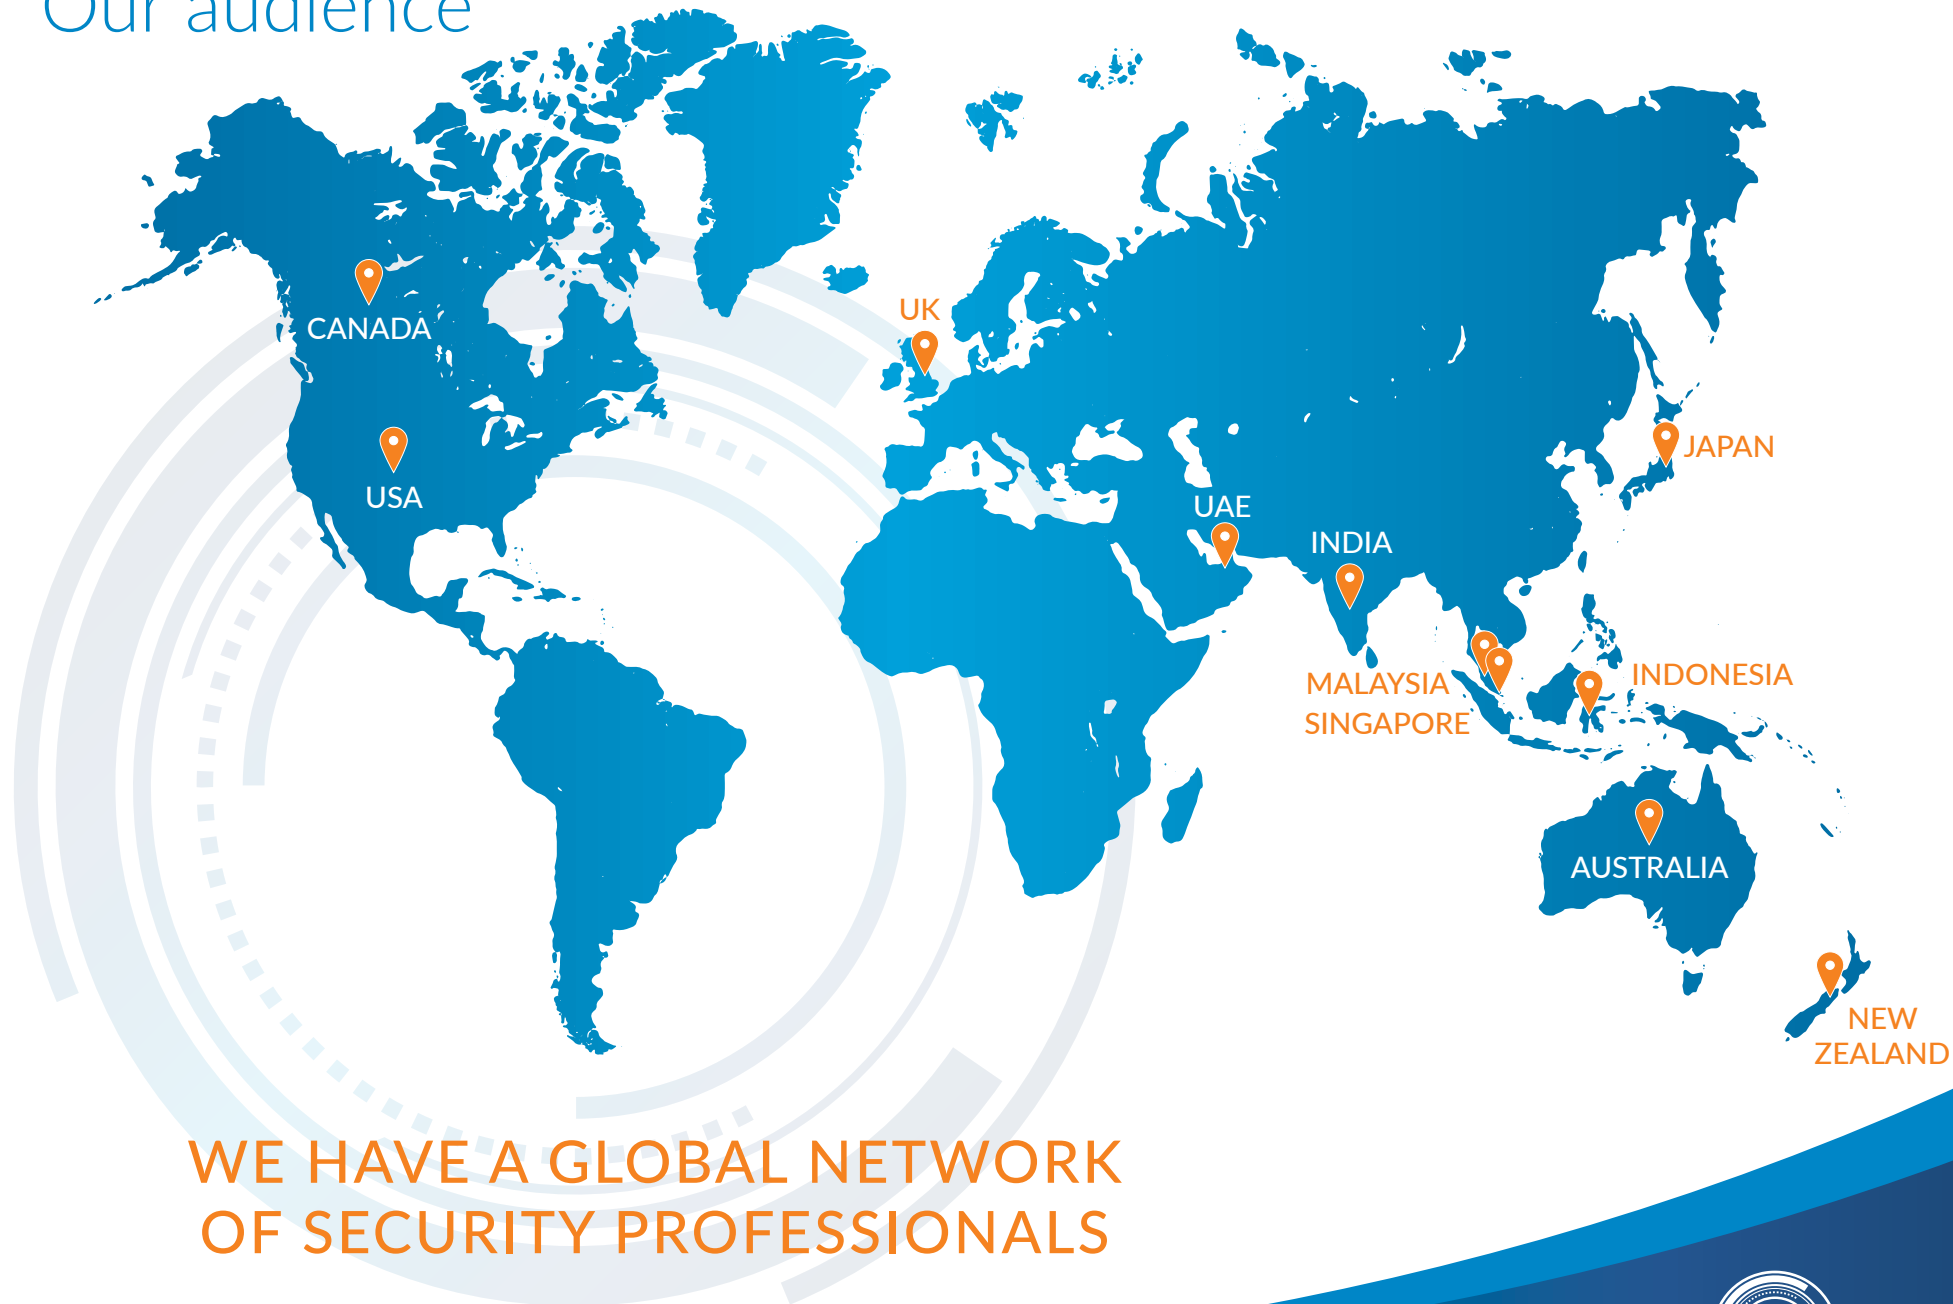 Our audience
CANADA
UK
USA
JAPAN
UAE
INDIA
MALAYSIA
SINGAPORE
INDONESIA
AUSTRALIA
NEW
ZEALAND
WE HAVE A GLOBAL NETWORK
OF SECURITY PROFESSIONALS